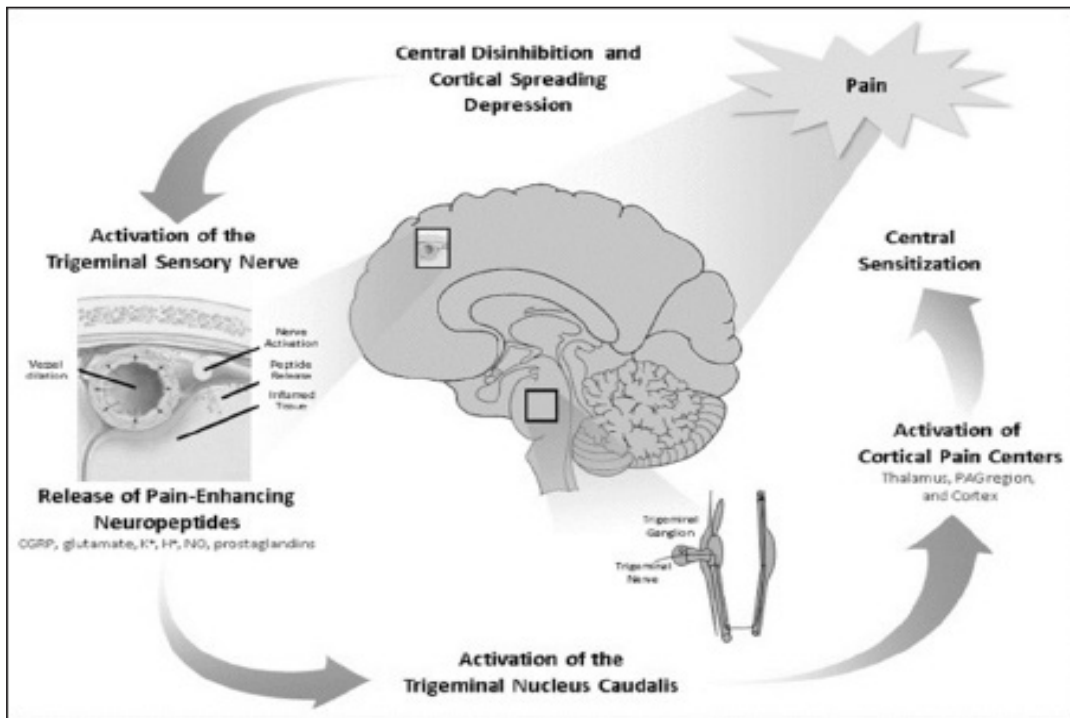 Central Disinhibition and
Cortical Spreading
Depression
Pain
Activation of the
Trigeminal Sensory Nerve
Nerve
Activation
Vessel
dilation
Peptide
Release
Inflamed
Tissue
Release of Pain-Enhancing
Neuropeptides
CGRP, glutamate, K⁺, H⁺, NO, prostaglandins
Central
Sensitization
Activation of
Cortical Pain Centers
Thalamus, PAG region,
and Cortex
Trigeminal
Ganglion
Trigeminal
Nerve
Activation of the
Trigeminal Nucleus Caudalis